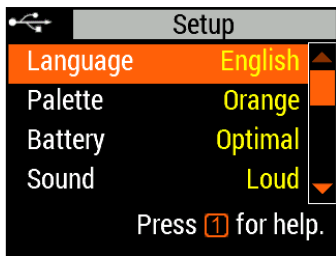 Setup
Language English
Palette Orange
Battery Optimal
Sound Loud
Press 1 for help.